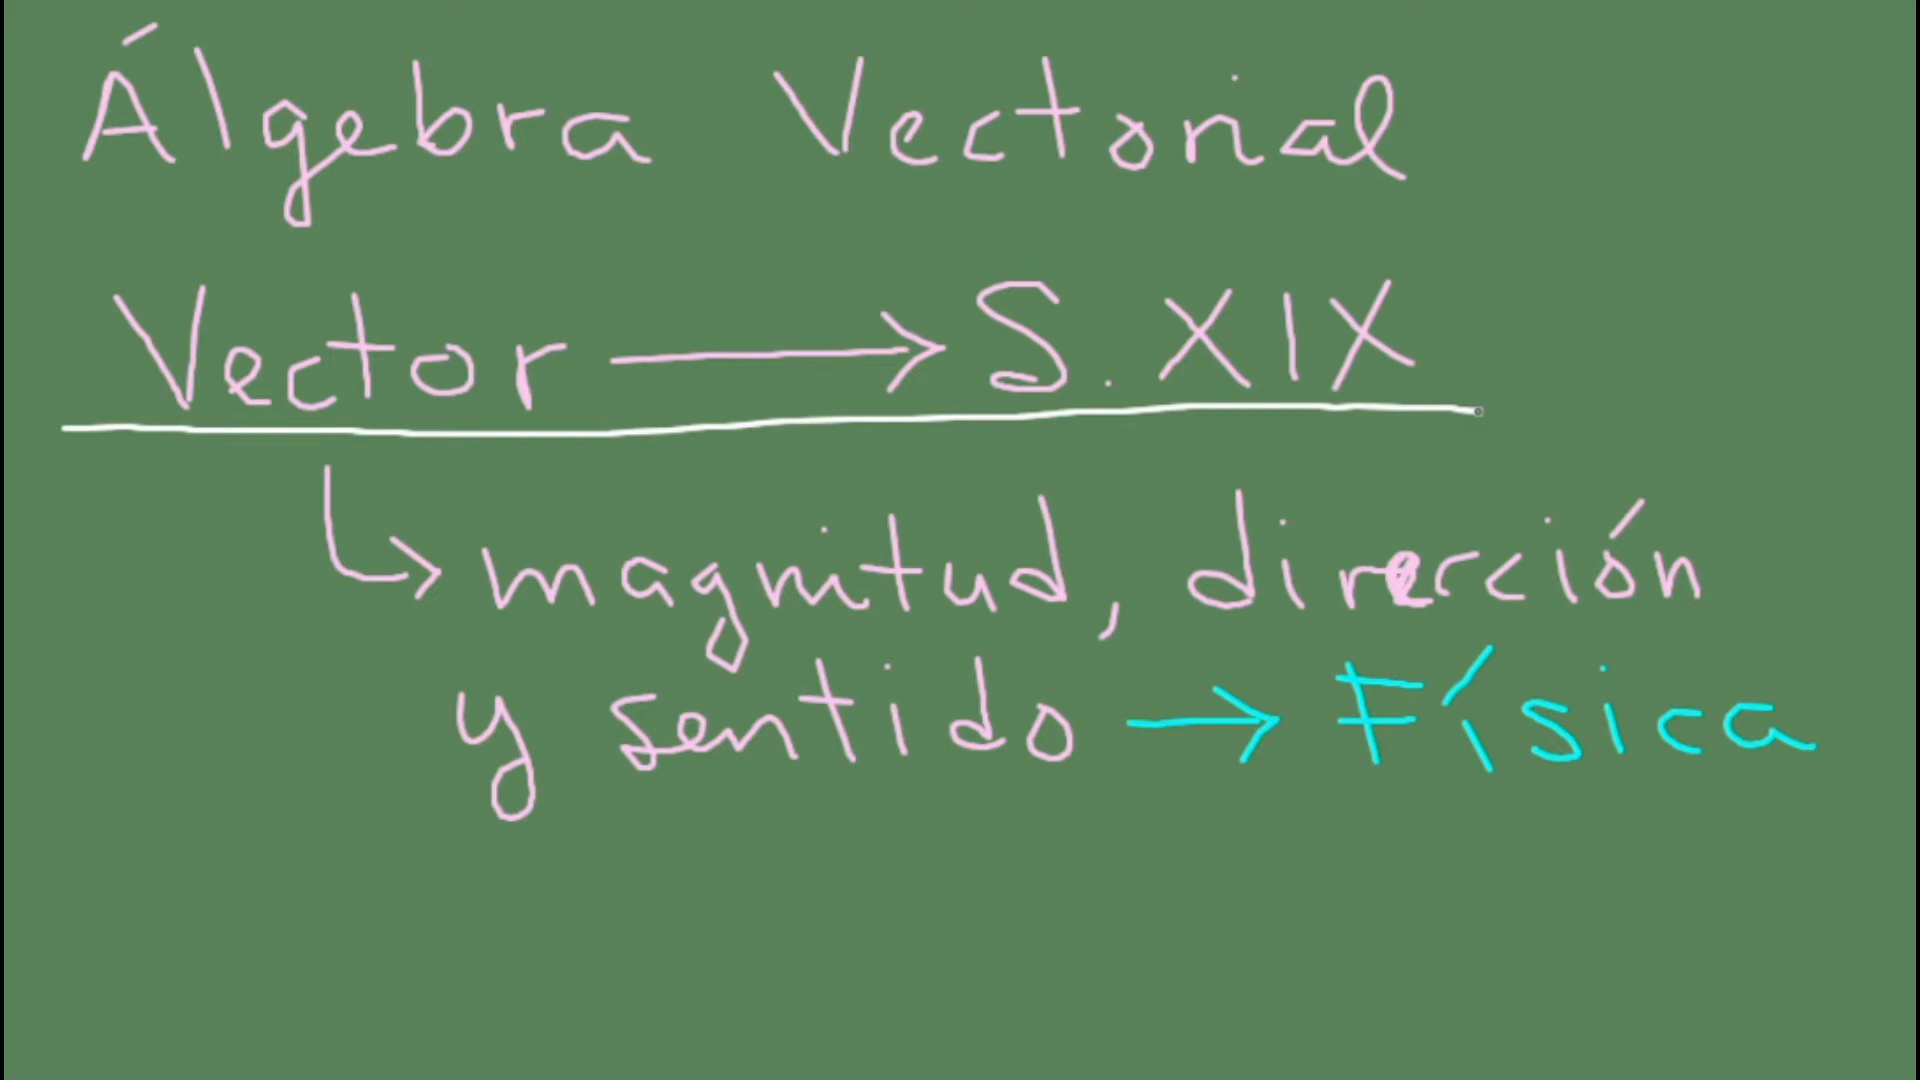 Álgebra Vectorial
Vector → S. XIX
↳ magnitud, dirección
y sentido → Física